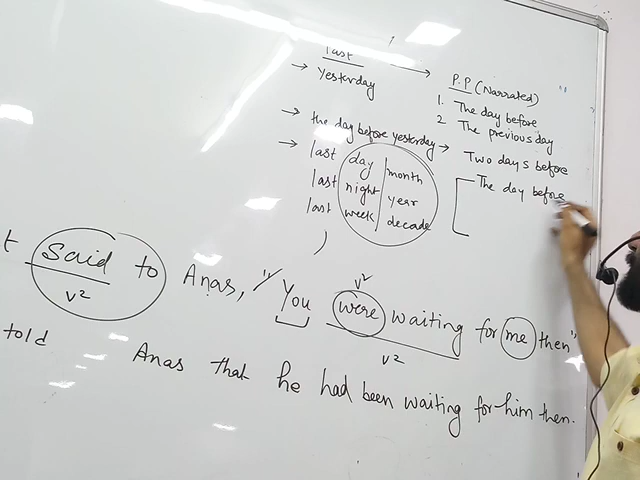 last
→ Yesterday → P.P (Narrated)
1. The day before
2 The previous day
→ the day before yesterday → Two days before
→ last day month The day before
last night year
last week decade
Said to Anas, "You were waiting for me then"
V² V² V²
told Anas that he had been waiting for him then.